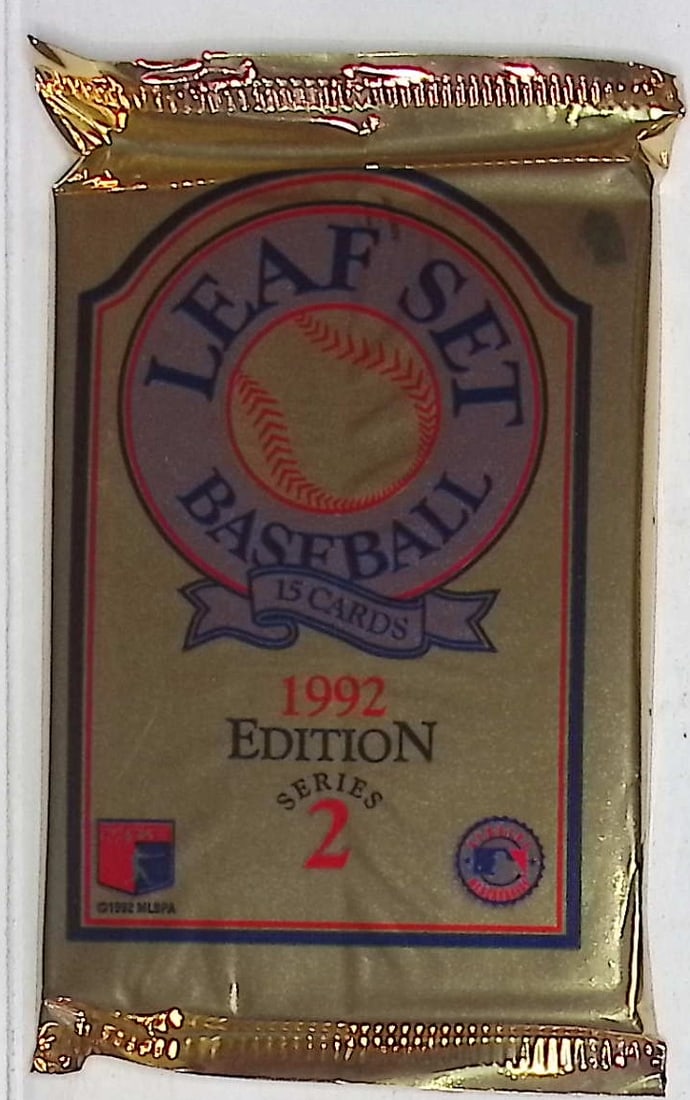 LEAF SET
BASEBALL
15 CARDS
1992
EDITION
SERIES
2
©1992 MLBPA